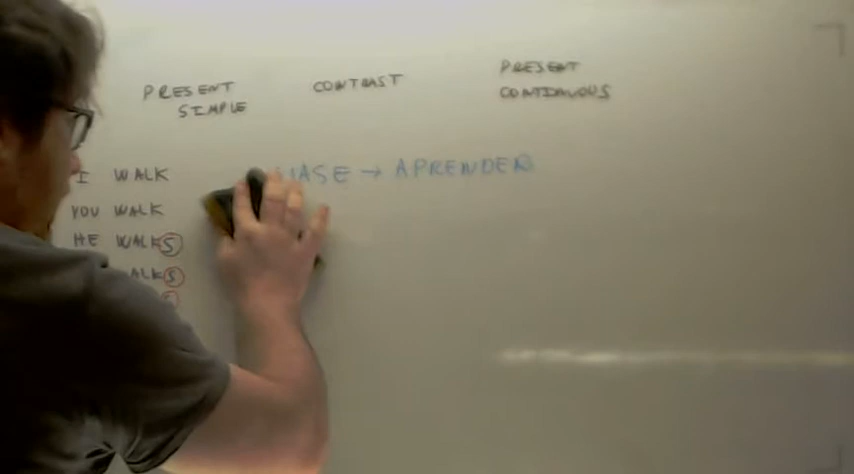 PRESENT
SIMPLE
CONTRAST
PRESENT
CONTINUOUS
I WALK
YOU WALK
HE WALKS
→ APRENDER